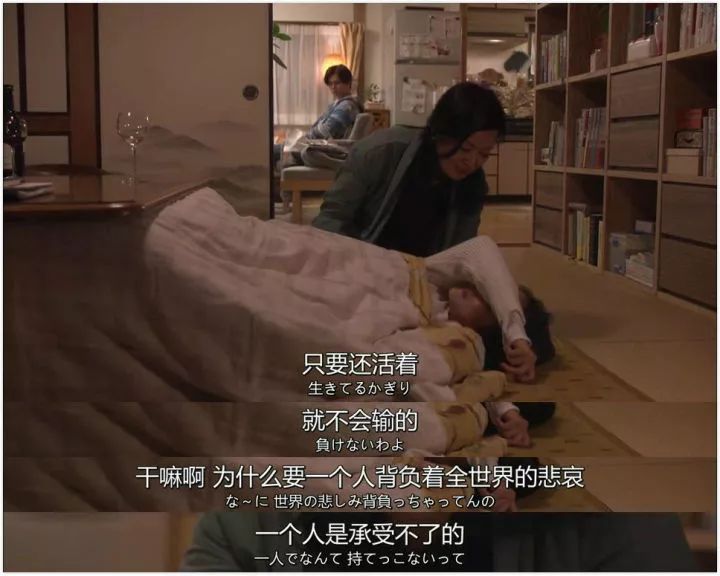 只要还活着
生きてるかぎり
就不会输的
負けないわよ
干嘛啊 为什么要一个人背负着全世界的悲哀
な～に 世界の悲しみ背負っちゃってんの
一个人是承受不了的
一人でなんて 持てっこないって